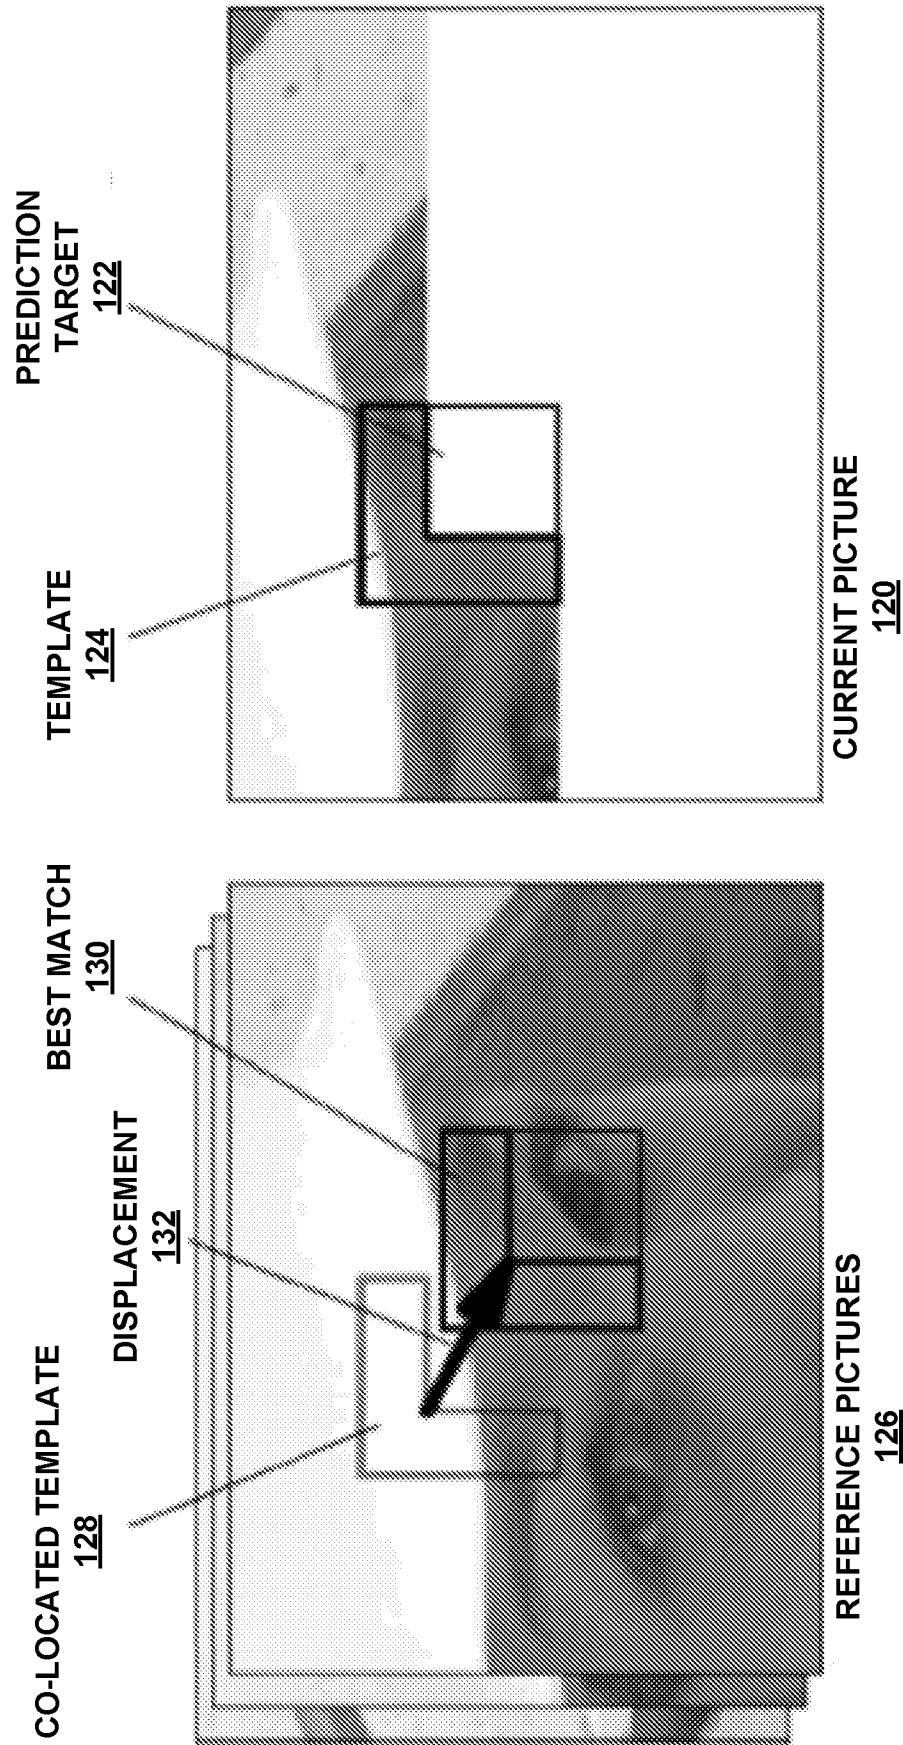 CO-LOCATED TEMPLATE
128
DISPLACEMENT
132
BEST MATCH
130
TEMPLATE
124
PREDICTION
TARGET
122
REFERENCE PICTURES
126
CURRENT PICTURE
120